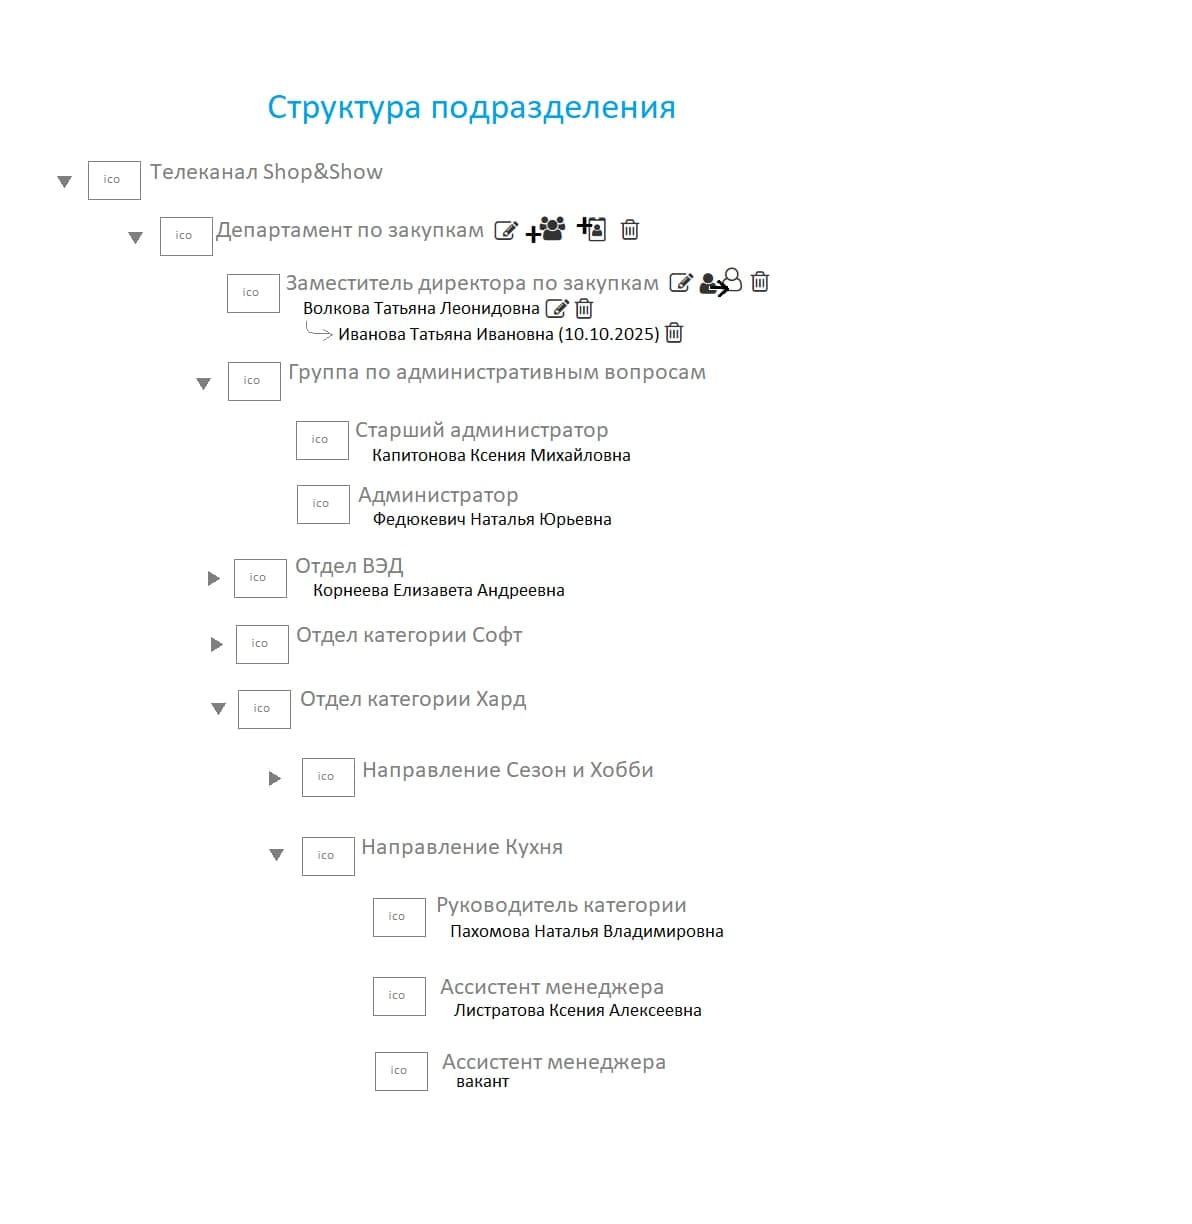 Структура подразделения
ico Телеканал Shop&Show
ico Департамент по закупкам
ico Заместитель директора по закупкам
Волкова Татьяна Леонидовна
Иванова Татьяна Ивановна (10.10.2025)
ico Группа по административным вопросам
ico Старший администратор
Капитонова Ксения Михайловна
ico Администратор
Федюкевич Наталья Юрьевна
ico Отдел ВЭД
Корнеева Елизавета Андреевна
ico Отдел категории Софт
ico Отдел категории Хард
ico Направление Сезон и Хобби
ico Направление Кухня
ico Руководитель категории
Пахомова Наталья Владимировна
ico Ассистент менеджера
Листратова Ксения Алексеевна
ico Ассистент менеджера
вакант